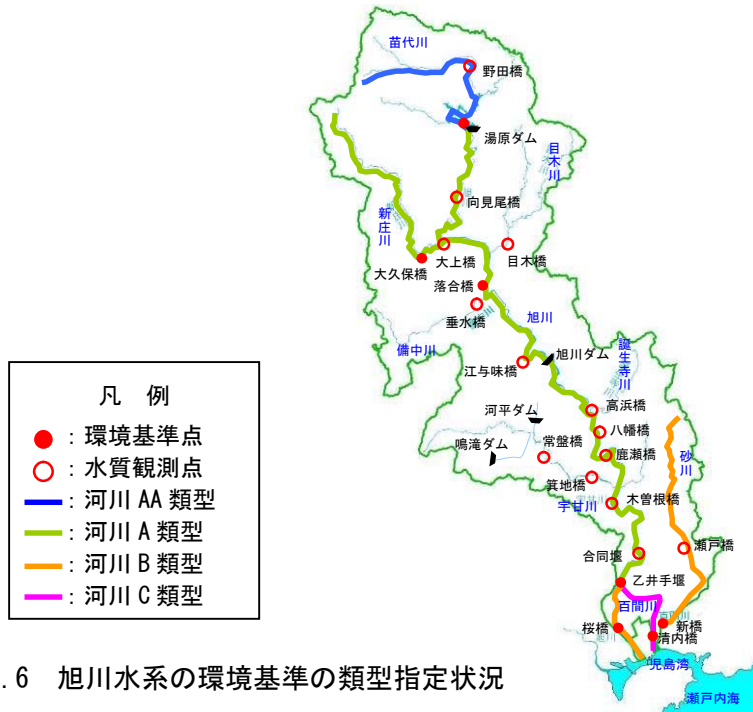 苗代川
野田橋
湯原ダム
目木川
向見尾橋
新庄川
大上橋
目木橋
大久保橋
落合橋
垂水橋
旭川
備中川
江与味橋
旭川ダム
誕生寺川
高浜橋
河平ダム
八幡橋
鳴滝ダム
常盤橋
鹿瀬橋
砂川
箕地橋
宇甘川
木曽根橋
合同堰
瀬戸橋
乙井手堰
百間川
桜橋
新橋
清内橋
児島湾
瀬戸内海
凡 例
：環境基準点
：水質観測点
：河川 AA 類型
：河川 A 類型
：河川 B 類型
：河川 C 類型
.6 旭川水系の環境基準の類型指定状況